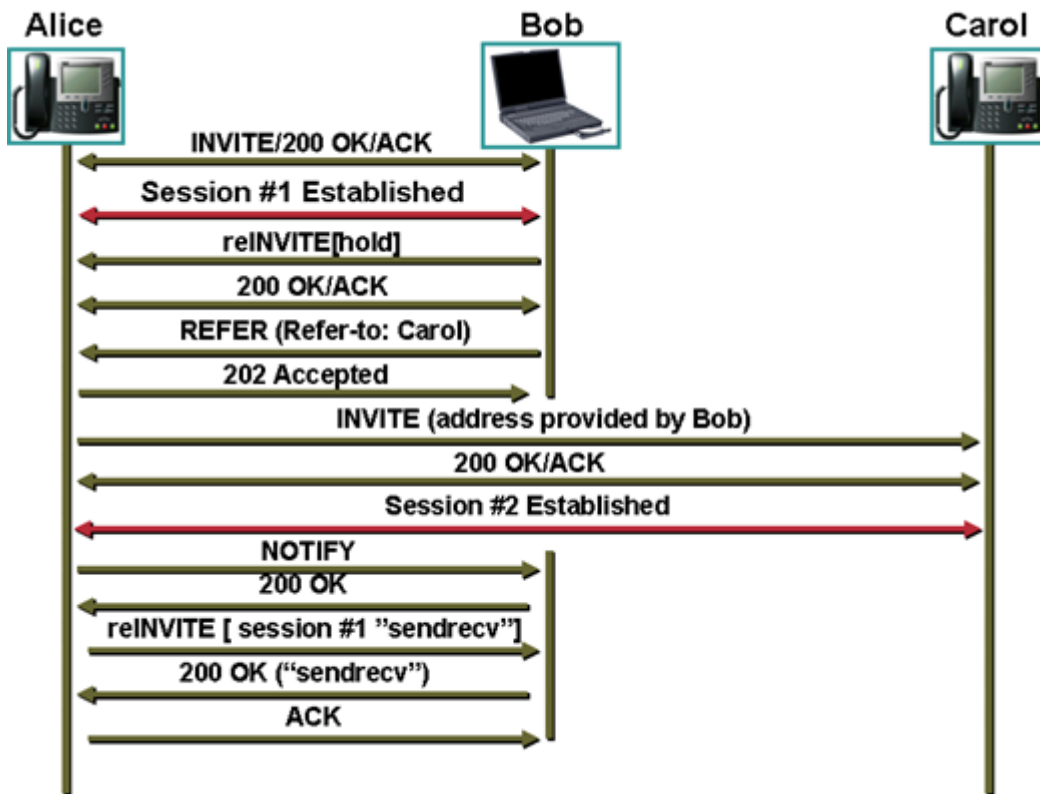 Alice
Bob
Carol
INVITE/200 OK/ACK
Session #1 Established
reINVITE[hold]
200 OK/ACK
REFER (Refer-to: Carol)
202 Accepted
INVITE (address provided by Bob)
200 OK/ACK
Session #2 Established
NOTIFY
200 OK
reINVITE [ session #1 ”sendrecv”]
200 OK (“sendrecv”)
ACK